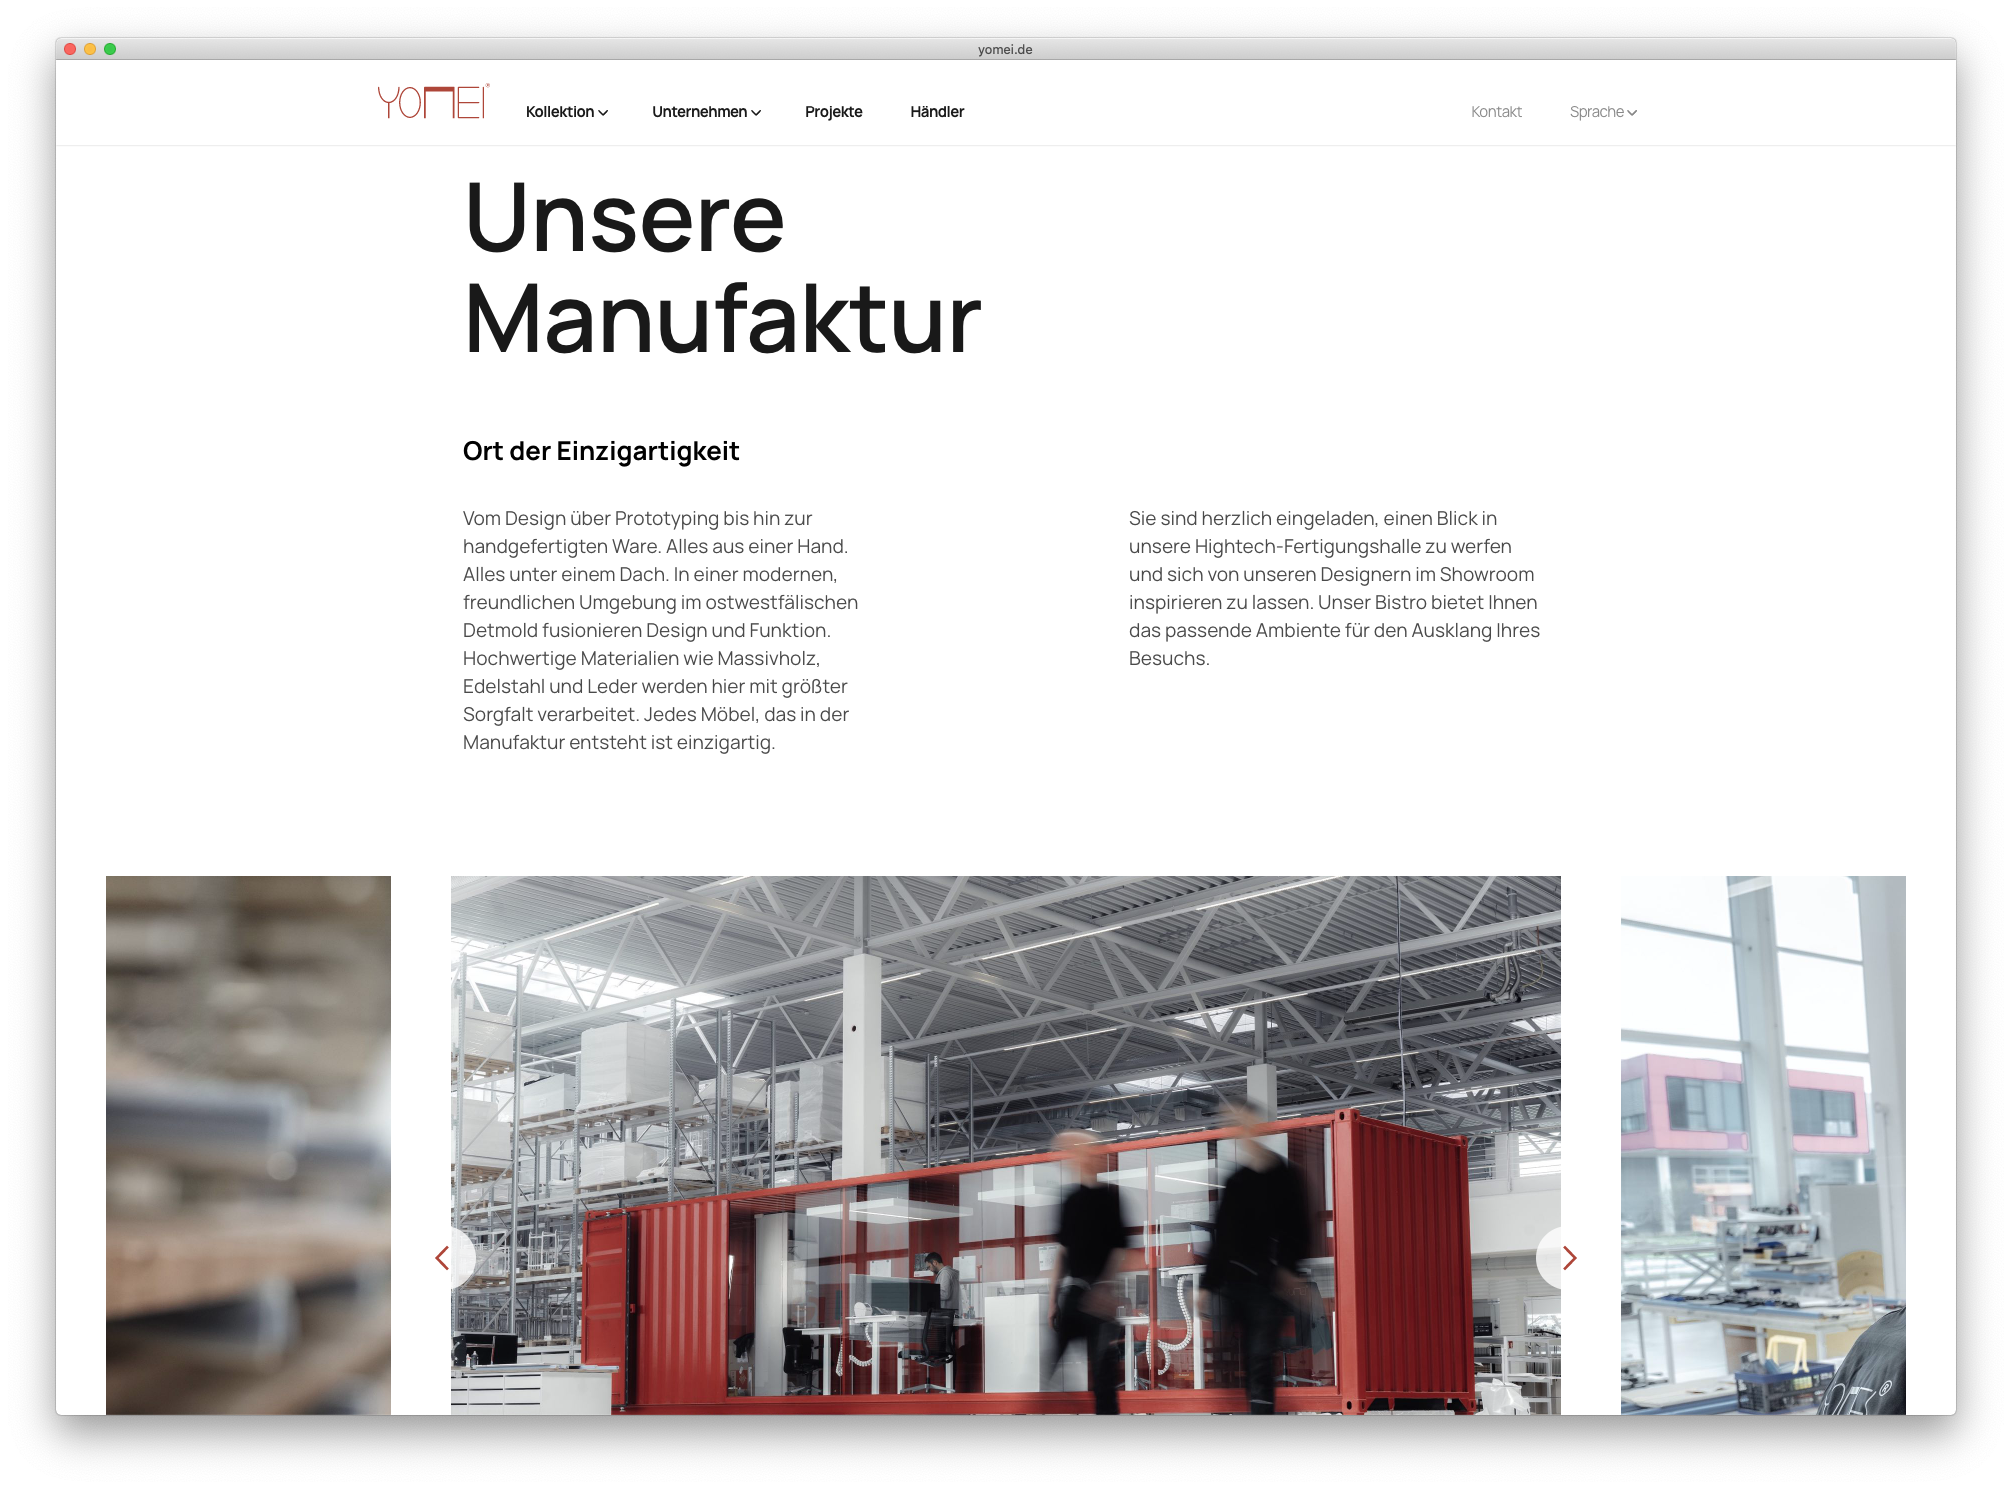 yomei.de
YOMEI®
Kollektion
Unternehmen
Projekte
Händler
Kontakt
Sprache
Unsere
Manufaktur
Ort der Einzigartigkeit
Vom Design über Prototyping bis hin zur
handgefertigten Ware. Alles aus einer Hand.
Alles unter einem Dach. In einer modernen,
freundlichen Umgebung im ostwestfälischen
Detmold fusionieren Design und Funktion.
Hochwertige Materialien wie Massivholz,
Edelstahl und Leder werden hier mit größter
Sorgfalt verarbeitet. Jedes Möbel, das in der
Manufaktur entsteht ist einzigartig.
Sie sind herzlich eingeladen, einen Blick in
unsere Hightech-Fertigungshalle zu werfen
und sich von unseren Designern im Showroom
inspirieren zu lassen. Unser Bistro bietet Ihnen
das passende Ambiente für den Ausklang Ihres
Besuchs.